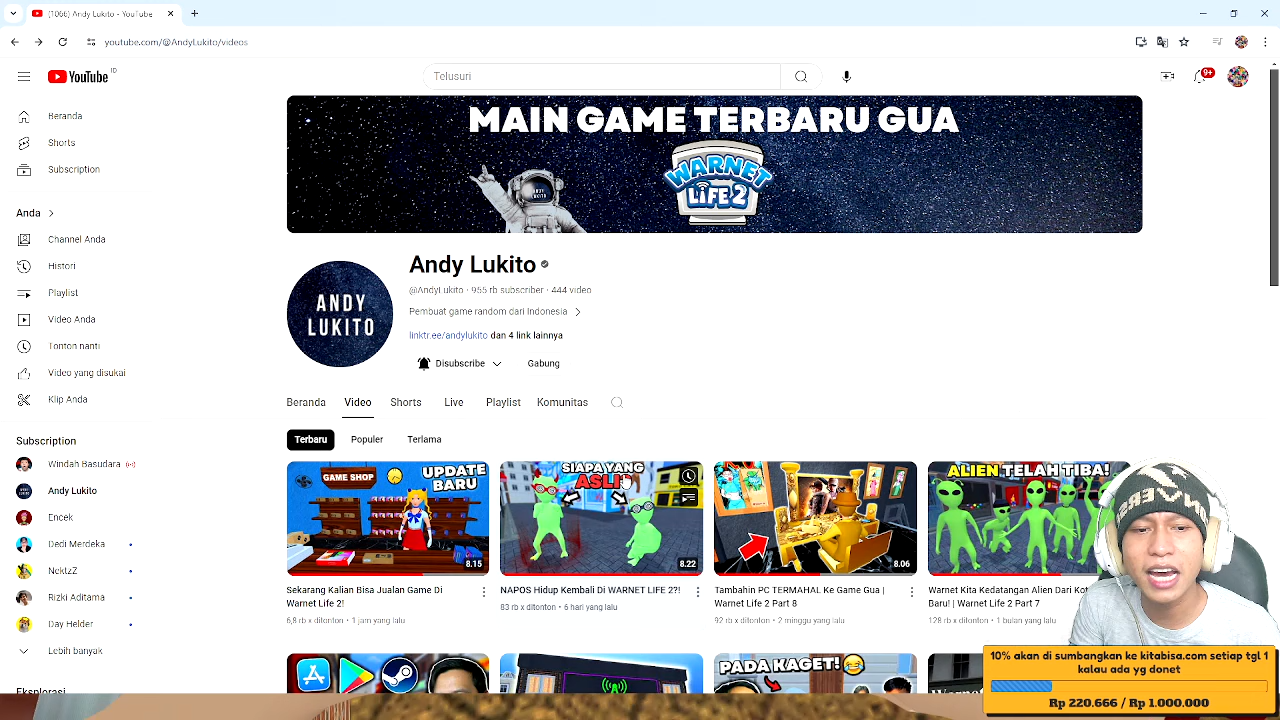 (1066) Andy Lukito - YouTube
youtube.com/@AndyLukito/videos
YouTube ID
Telusuri
9+
Beranda
Shorts
Subscription
Anda
Channel Anda
Histori
Playlist
Video Anda
Tonton nanti
Video yang disukai
Klip Anda
Subscription
Windah Basudara
Andy Lukito
Encek
Dedi Merdeka
NektzZ
Rizki Aditama
Day Helder
Lebih banyak
Eksplorasi
MAIN GAME TERBARU GUA
WARNET
LIFE 2
ANDY
LUKITO
Andy Lukito
@AndyLukito · 955 rb subscriber · 444 video
Pembuat game random dari Indonesia
linktr.ee/andylukito dan 4 link lainnya
Disubscribe
Gabung
Beranda
Video
Shorts
Live
Playlist
Komunitas
Terbaru
Populer
Terlama
GAME SHOP
UPDATE
BARU
8.15
Sekarang Kalian Bisa Jualan Game Di
Warnet Life 2!
6,8 rb x ditonton · 1 jam yang lalu
SIAPA YANG
ASLI
8.22
NAPOS Hidup Kembali Di WARNET LIFE 2?!
83 rb x ditonton · 6 hari yang lalu
8.06
Tambahin PC TERMAHAL Ke Game Gua |
Warnet Life 2 Part 8
92 rb x ditonton · 2 minggu yang lalu
ALIEN TELAH TIBA!
Warnet Kita Kedatangan Alien Dari
Baru! | Warnet Life 2 Part 7
128 rb x ditonton · 1 bulan yang lalu
PADA KAGET!
10% akan di sumbangkan ke kitabisa.com setiap tgl 1
kalau ada yg donet
Rp 220.666 / Rp 1.000.000